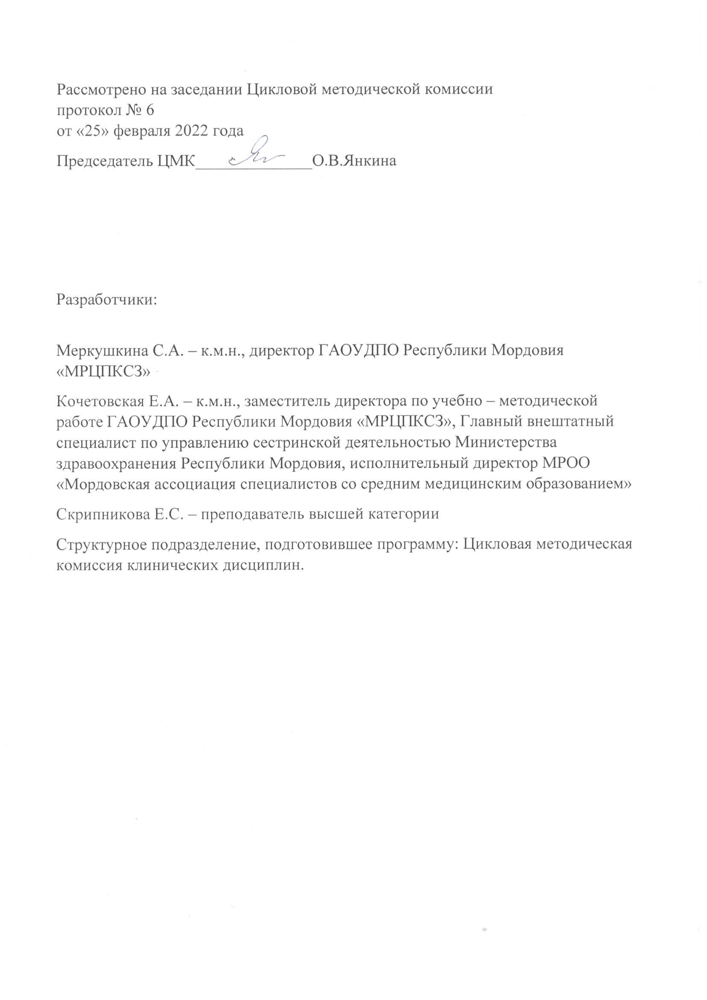 Рассмотрено на заседании Цикловой методической комиссии
протокол № 6
от «25» февраля 2022 года
Председатель ЦМК______________О.В.Янкина
Разработчики:
Меркушкина С.А. – к.м.н., директор ГАОУДПО Республики Мордовия
«МРЦПКСЗ»
Кочетовская Е.А. – к.м.н., заместитель директора по учебно – методической
работе ГАОУДПО Республики Мордовия «МРЦПКСЗ», Главный внештатный
специалист по управлению сестринской деятельностью Министерства
здравоохранения Республики Мордовия, исполнительный директор МРОО
«Мордовская ассоциация специалистов со средним медицинским образованием»
Скрипникова Е.С. – преподаватель высшей категории
Структурное подразделение, подготовившее программу: Цикловая методическая
комиссия клинических дисциплин.